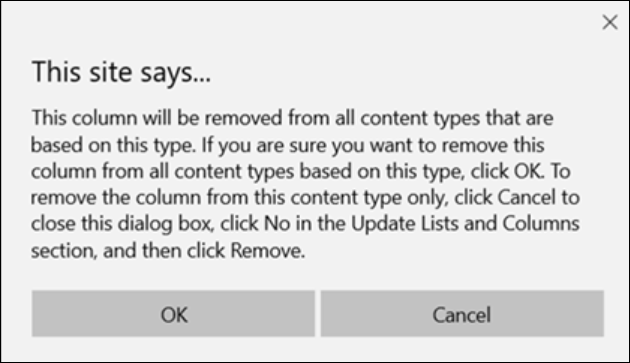 This site says...
This column will be removed from all content types that are
based on this type. If you are sure you want to remove this
column from all content types based on this type, click OK. To
remove the column from this content type only, click Cancel to
close this dialog box, click No in the Update Lists and Columns
section, and then click Remove.
OK
Cancel